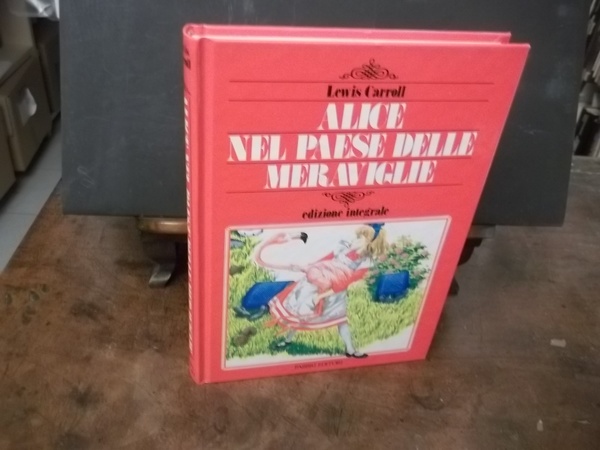 Lewis Carroll
ALICE
NEL PAESE DELLE
MERAVIGLIE
edizione integrale